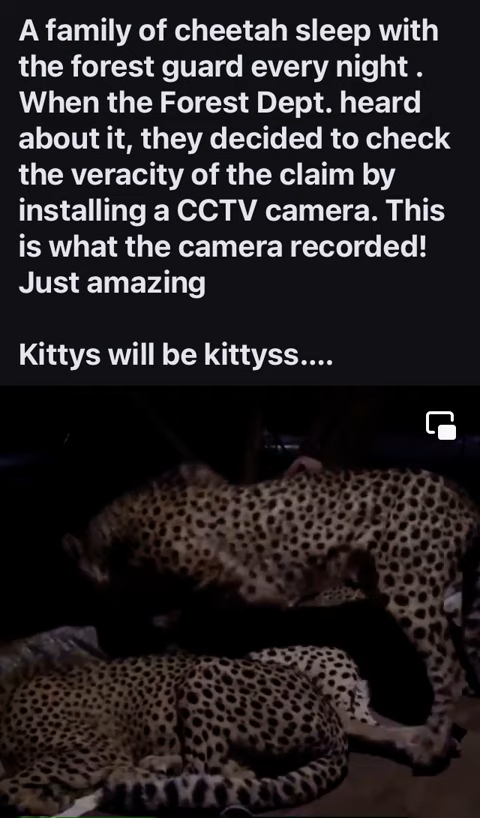 A family of cheetah sleep with
the forest guard every night .
When the Forest Dept. heard
about it, they decided to check
the veracity of the claim by
installing a CCTV camera. This
is what the camera recorded!
Just amazing
Kittys will be kittyss....